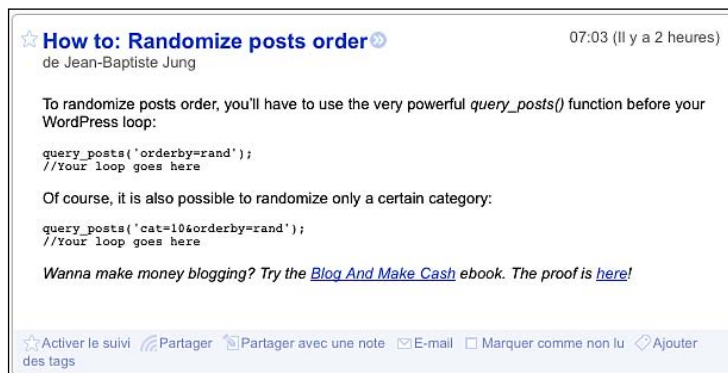 How to: Randomize posts order
07:03 (Il y a 2 heures)
de Jean-Baptiste Jung
To randomize posts order, you'll have to use the very powerful query_posts() function before your
WordPress loop:
query_posts('orderby=rand');
//Your loop goes here
Of course, it is also possible to randomize only a certain category:
query_posts('cat=10&orderby=rand');
//Your loop goes here
Wanna make money blogging? Try the Blog And Make Cash ebook. The proof is here!
Activer le suivi Partager Partager avec une note E-mail Marquer comme non lu Ajouter
des tags